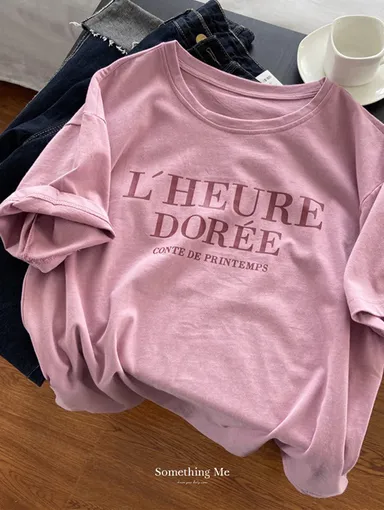 L'HEURE
DORÉE
CONTE DE PRINTEMPS
Something Me